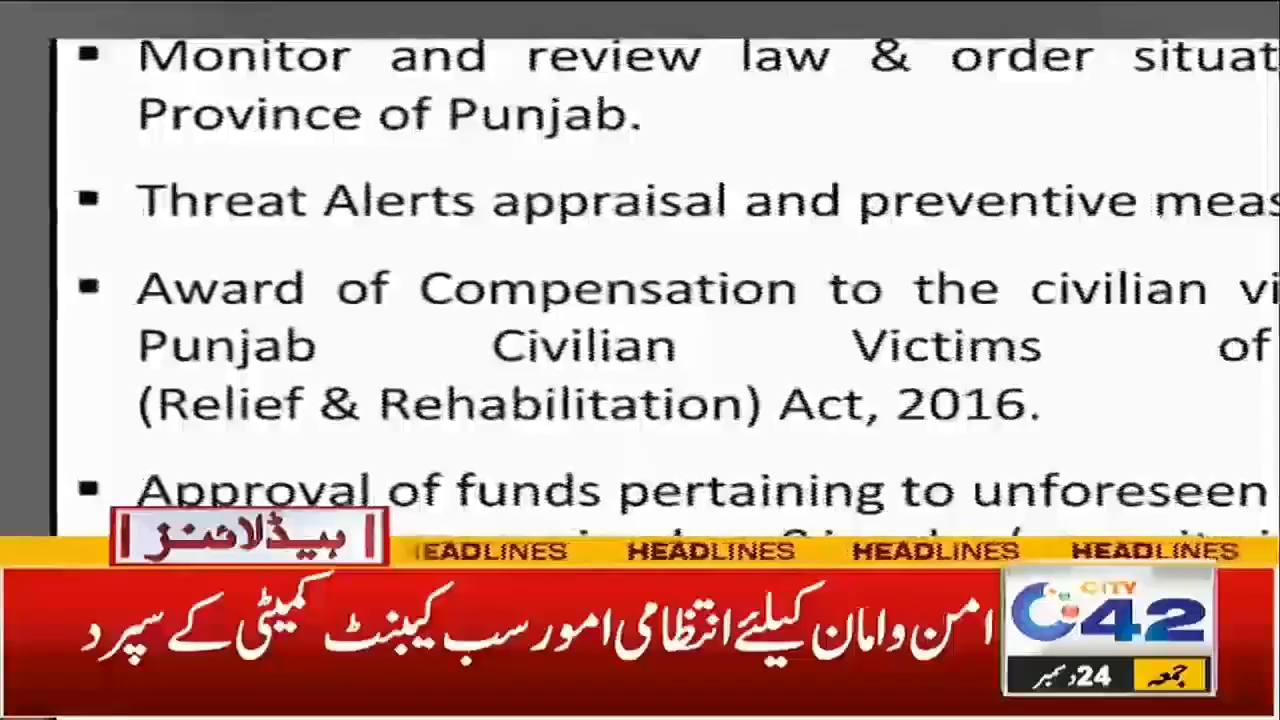 ▪ Monitor and review law & order situat
Province of Punjab.
▪ Threat Alerts appraisal and preventive meas
▪ Award of Compensation to the civilian vi
Punjab Civilian Victims of
(Relief & Rehabilitation) Act, 2016.
▪ Approval of funds pertaining to unforeseen
ہیڈلائنز
EADLINES HEADLINES HEADLINES HEADLINES
امن و امان کیلئے انتظامی امور سب کیبنٹ کمیٹی کے سپرد
CITY
42
جمعہ 24 دسمبر